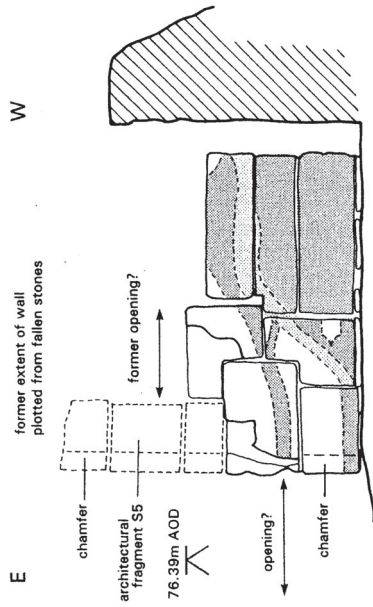 E
W
former extent of wall
plotted from fallen stones
former opening?
chamfer
architectural
fragment S5
76.39m AOD
opening?
chamfer